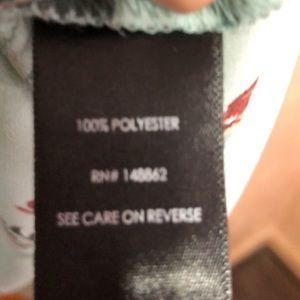 100% POLYESTER
RN# 148862
SEE CARE ON REVERSE